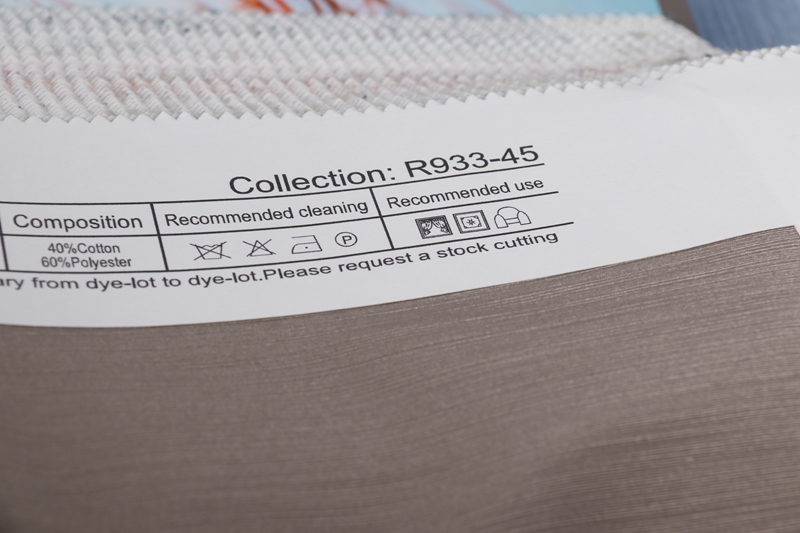 Collection: R933-45
Composition Recommended cleaning Recommended use
40%Cotton
60%Polyester
P
from dye-lot to dye-lot.Please request a stock cutting